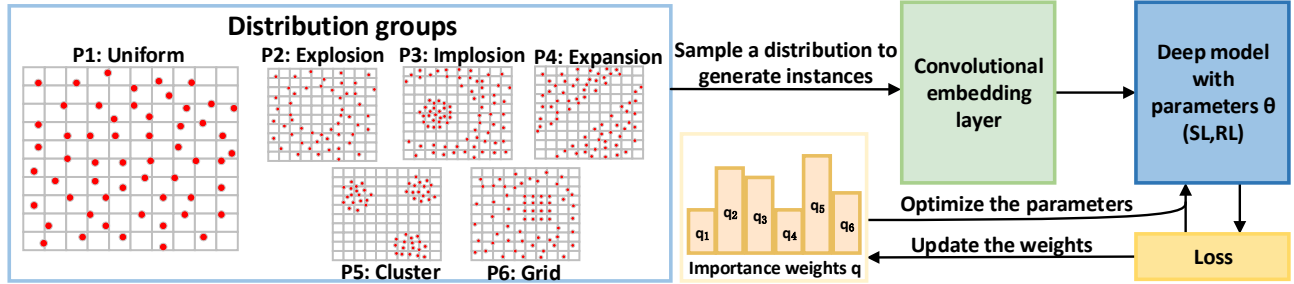 Distribution groups
P1: Uniform
P2: Explosion
P3: Implosion
P4: Expansion
P5: Cluster
P6: Grid
Sample a distribution to
generate instances
Convolutional
embedding
layer
Deep model
with
parameters θ
(SL,RL)
q1
q2
q3
q4
q5
q6
Importance weights q
Optimize the parameters
Update the weights
Loss